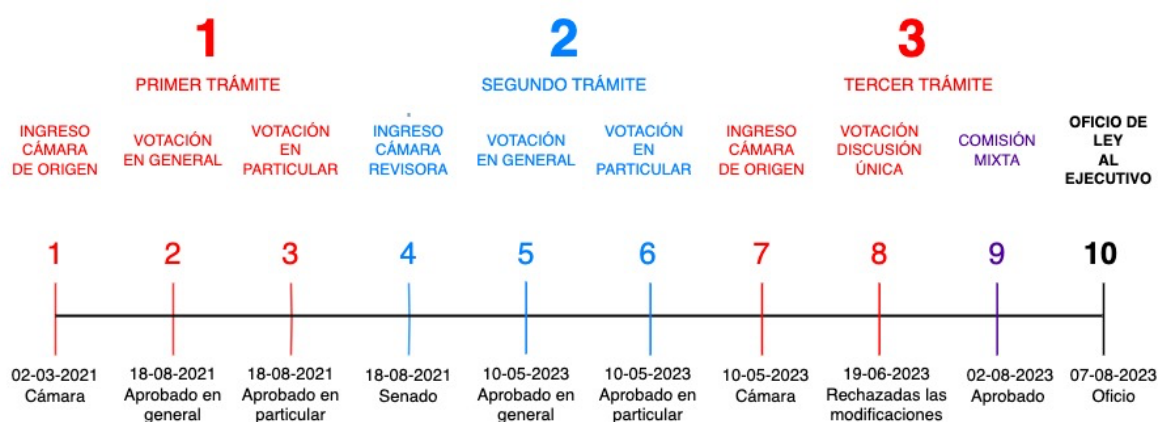 1
2
3
PRIMER TRÁMITE
SEGUNDO TRÁMITE
TERCER TRÁMITE
INGRESO
CÁMARA
DE ORIGEN
VOTACIÓN
EN GENERAL
VOTACIÓN
EN
PARTICULAR
INGRESO
CÁMARA
REVISORA
VOTACIÓN
EN GENERAL
VOTACIÓN
EN
PARTICULAR
INGRESO
CÁMARA
DE ORIGEN
VOTACIÓN
DISCUSIÓN
ÚNICA
COMISIÓN
MIXTA
OFICIO DE
LEY
AL
EJECUTIVO
1
2
3
4
5
6
7
8
9
10
02-03-2021
Cámara
18-08-2021
Aprobado en
general
18-08-2021
Aprobado en
particular
18-08-2021
Senado
10-05-2023
Aprobado en
general
10-05-2023
Aprobado en
particular
10-05-2023
Cámara
19-06-2023
Rechazadas las
modificaciones
02-08-2023
Aprobado
07-08-2023
Oficio